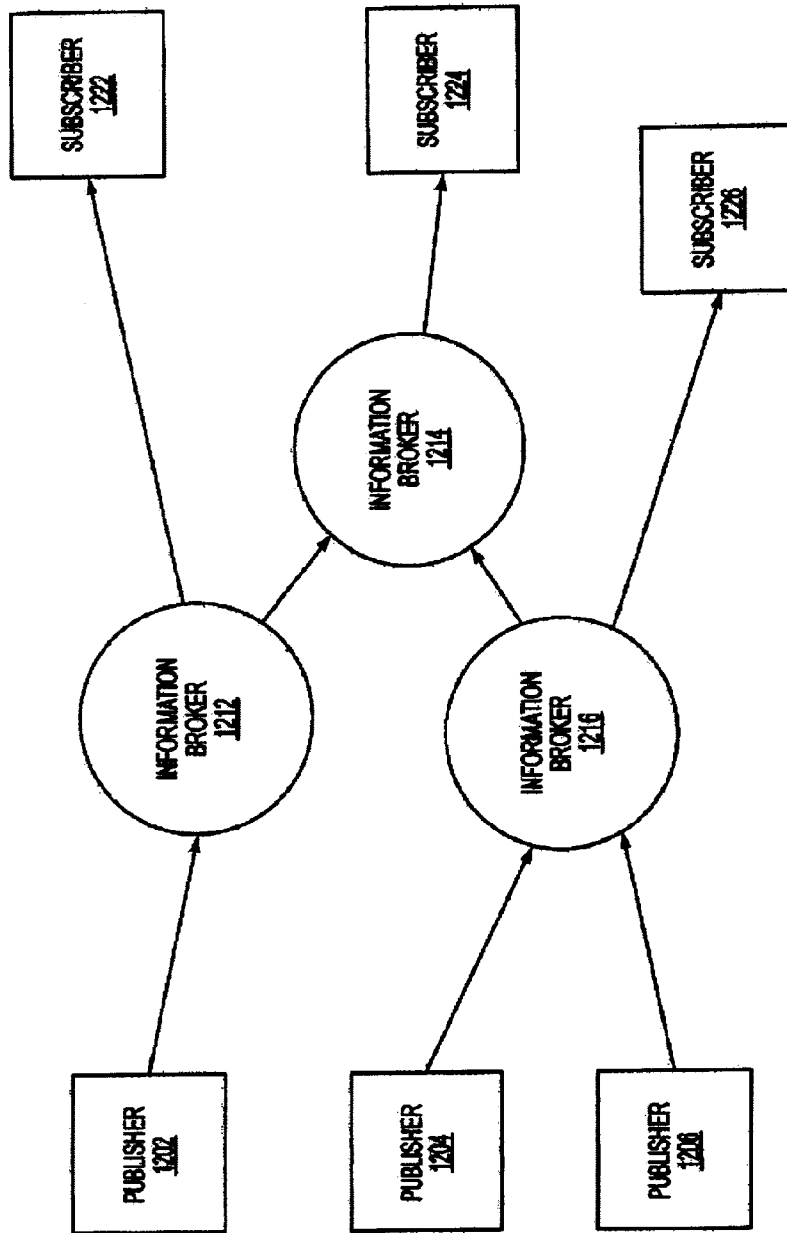 PUBLISHER
1202
PUBLISHER
1204
PUBLISHER
1206
INFORMATION
BROKER
1212
INFORMATION
BROKER
1216
INFORMATION
BROKER
1214
SUBSCRIBER
1222
SUBSCRIBER
1224
SUBSCRIBER
1226